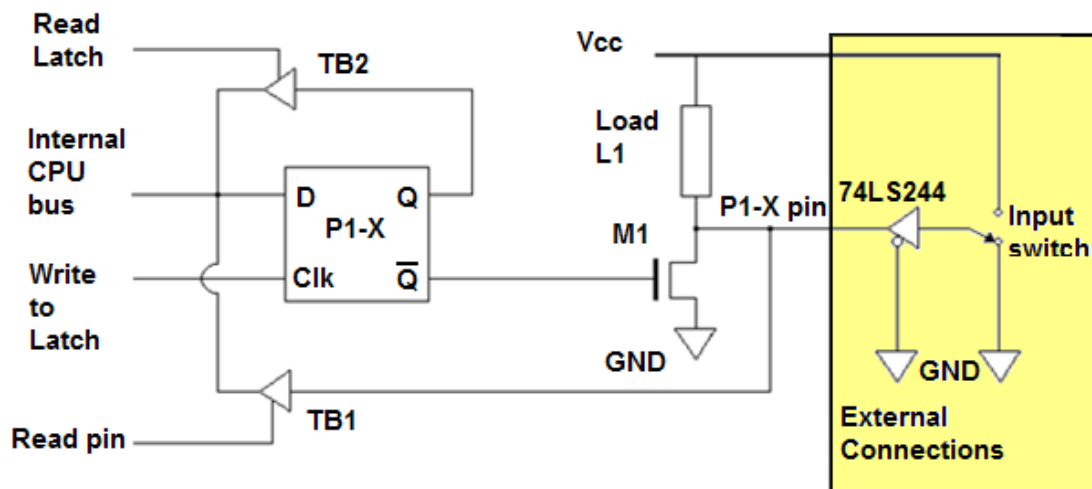 Read
Latch
TB2
Internal
CPU
bus
D
Q
P1-X
Write
to
Latch
Clk
Q̅
Read pin
TB1
Vcc
Load
L1
P1-X pin
M1
GND
74LS244
Input
switch
GND
External
Connections